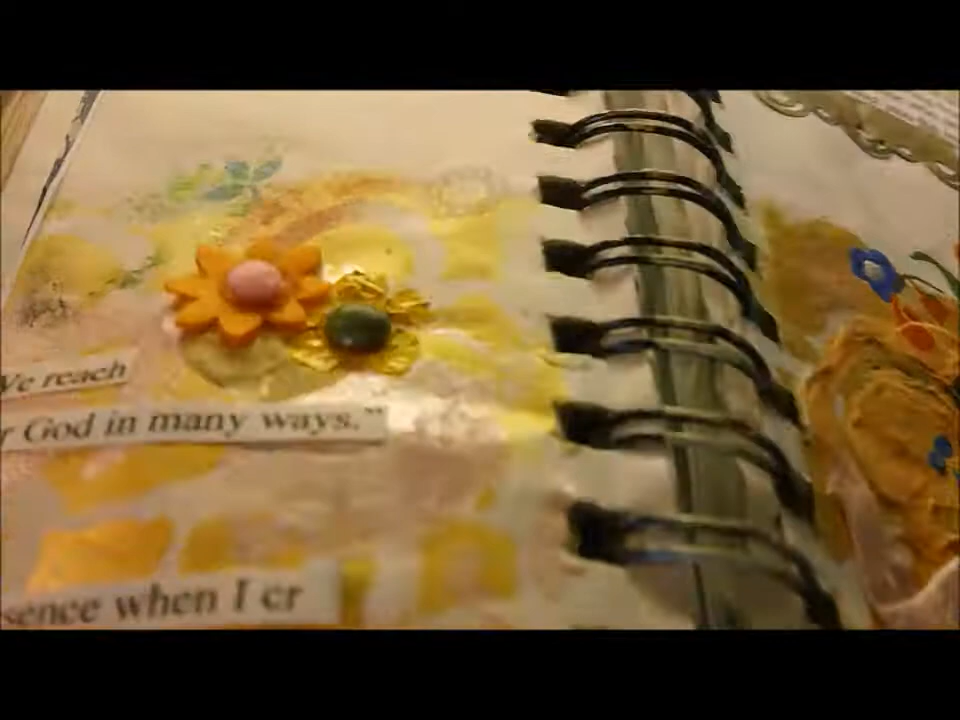 We reach
r God in many ways."
sence when I cr